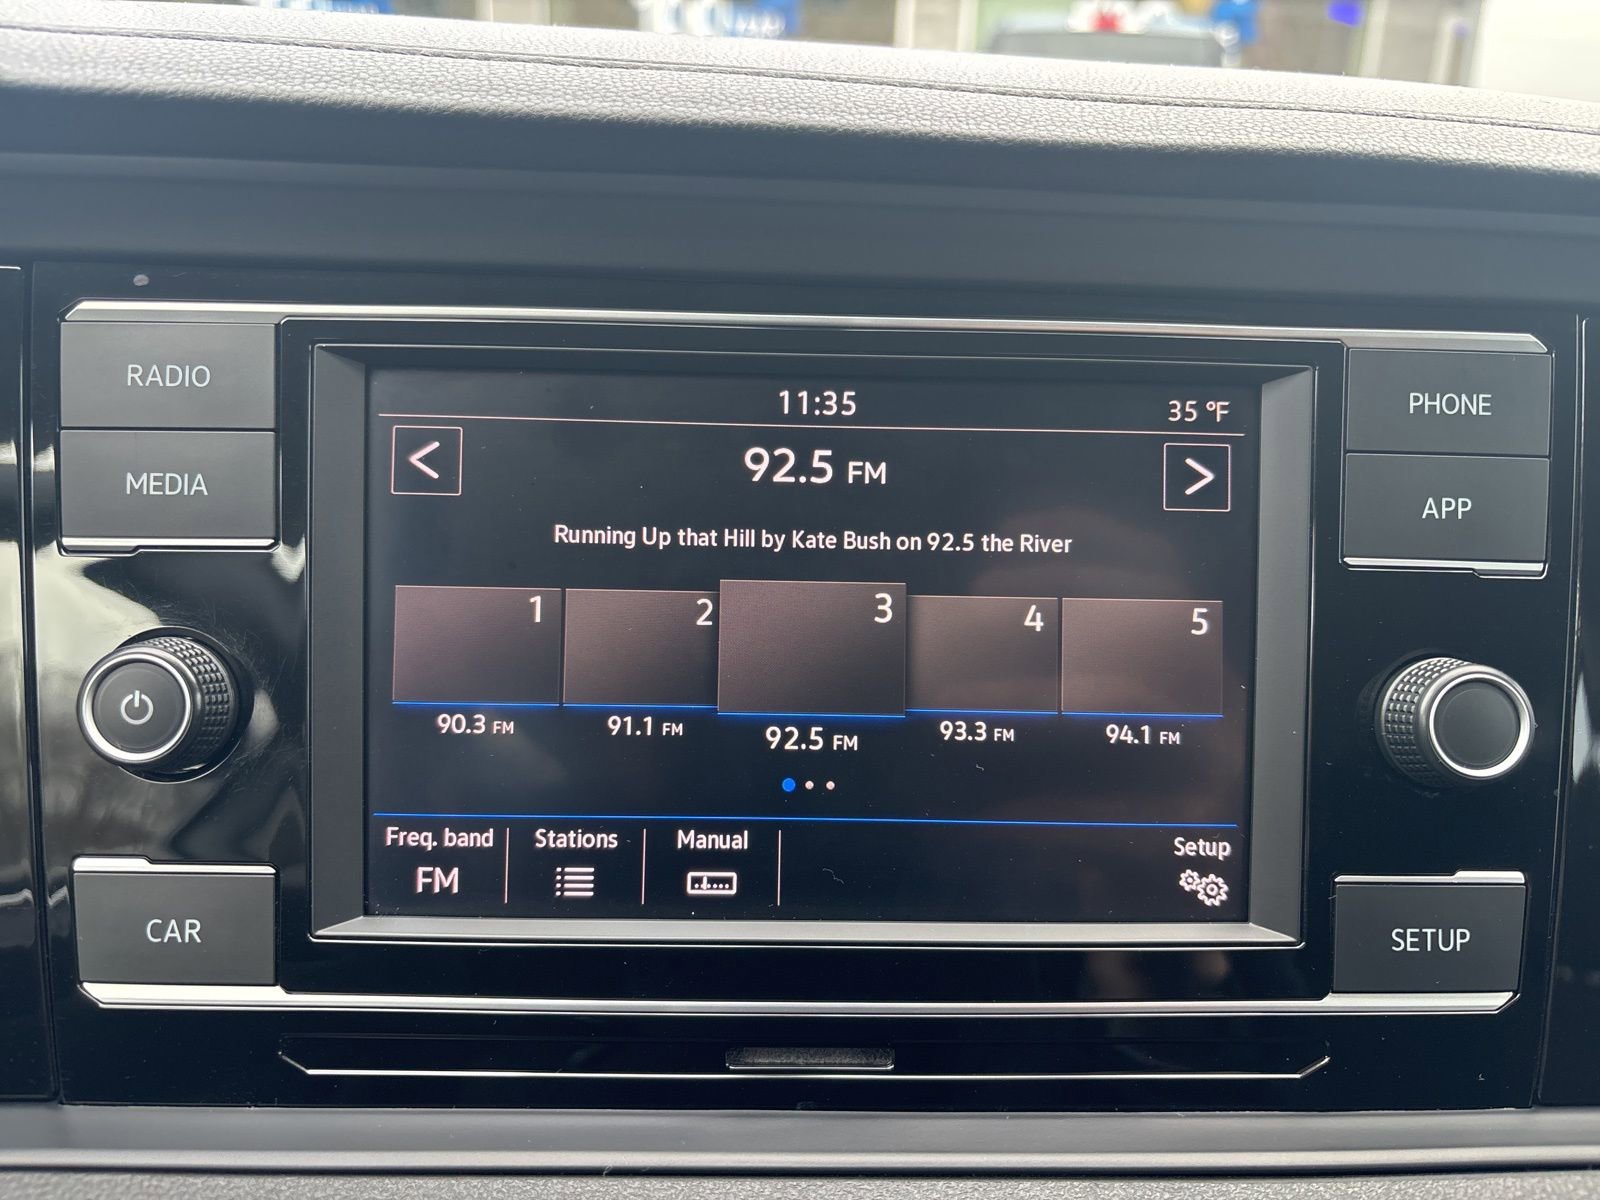 RADIO
MEDIA
CAR
11:35
35 °F
<
92.5 FM
>
Running Up that Hill by Kate Bush on 92.5 the River
1 2 3 4 5
90.3 FM 91.1 FM 92.5 FM 93.3 FM 94.1 FM
Freq. band Stations Manual Setup
FM
PHONE
APP
SETUP